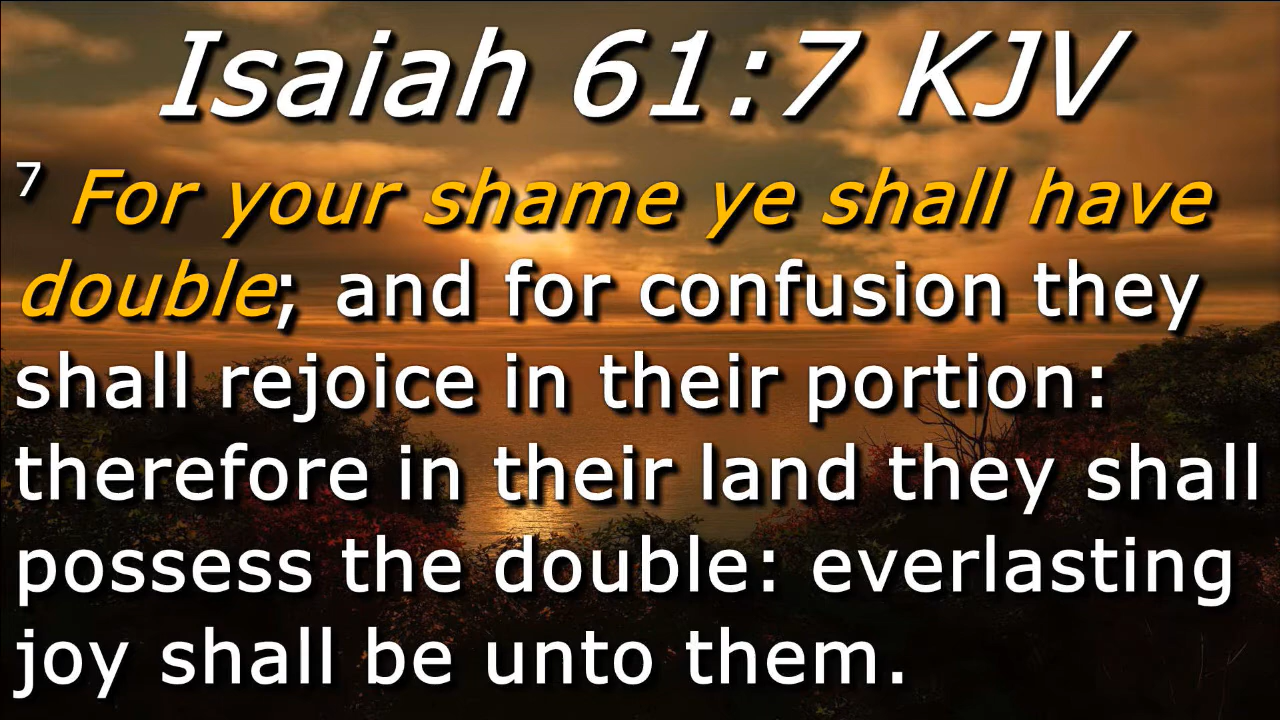 Isaiah 61:7 KJV
7 For your shame ye shall have
double; and for confusion they
shall rejoice in their portion:
therefore in their land they shall
possess the double: everlasting
joy shall be unto them.